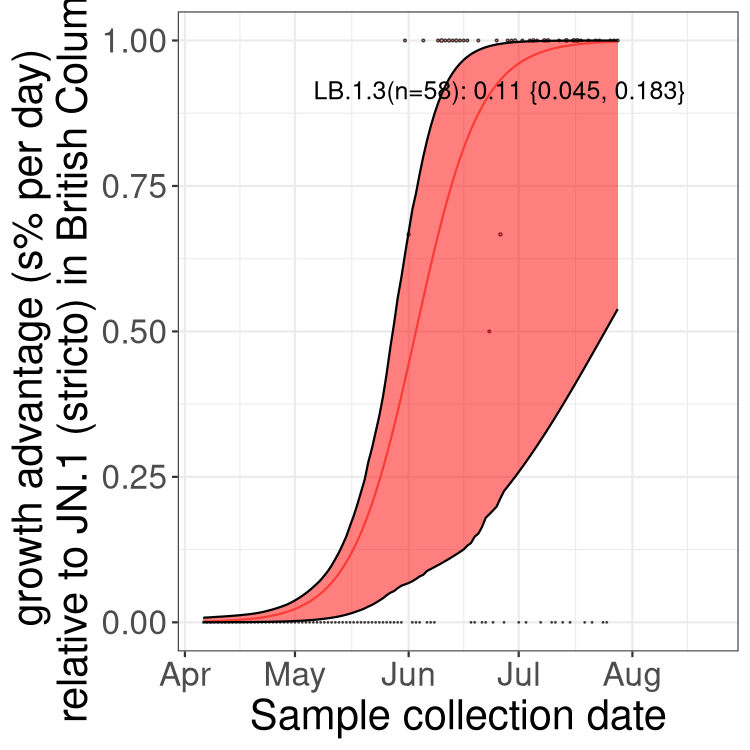 growth advantage (s% per day)
relative to JN.1 (stricto) in British Colum
1.00
0.75
0.50
0.25
0.00
LB.1.3(n=58): 0.11 {0.045, 0.183}
Apr May Jun Jul Aug
Sample collection date